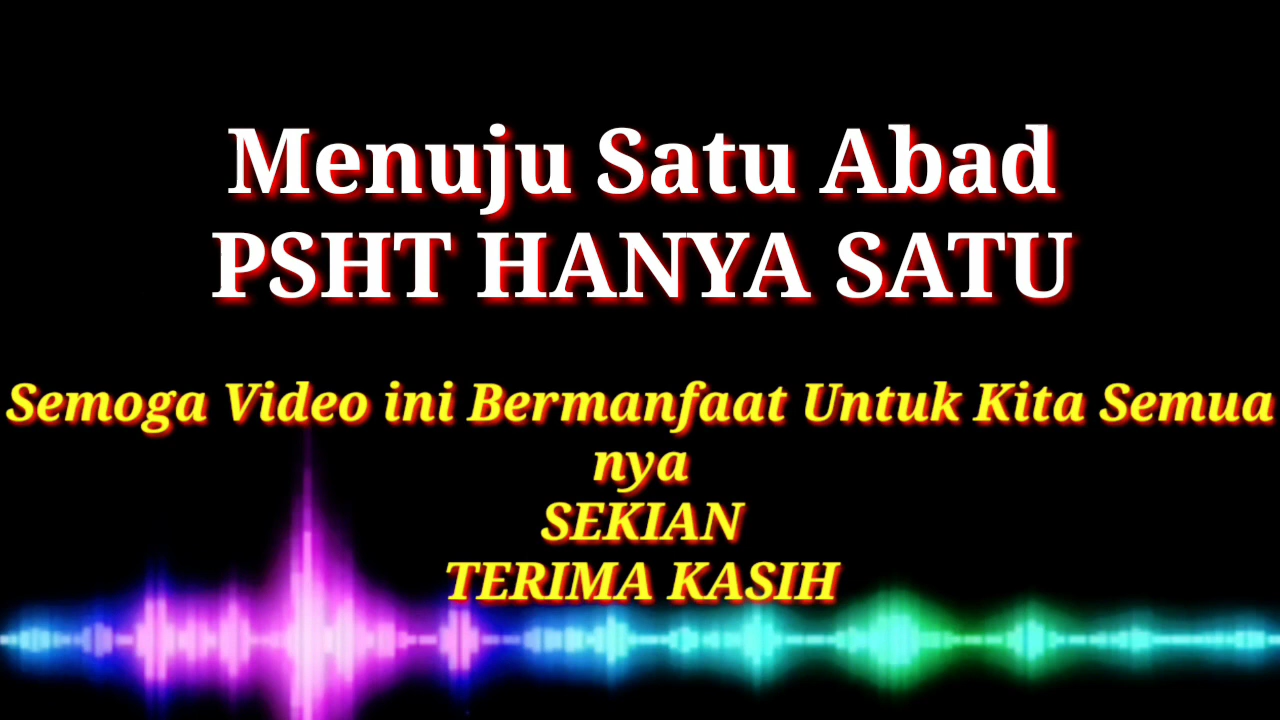 Menuju Satu Abad
PSHT HANYA SATU
Semoga Video ini Bermanfaat Untuk Kita Semua
nya
SEKIAN
TERIMA KASIH